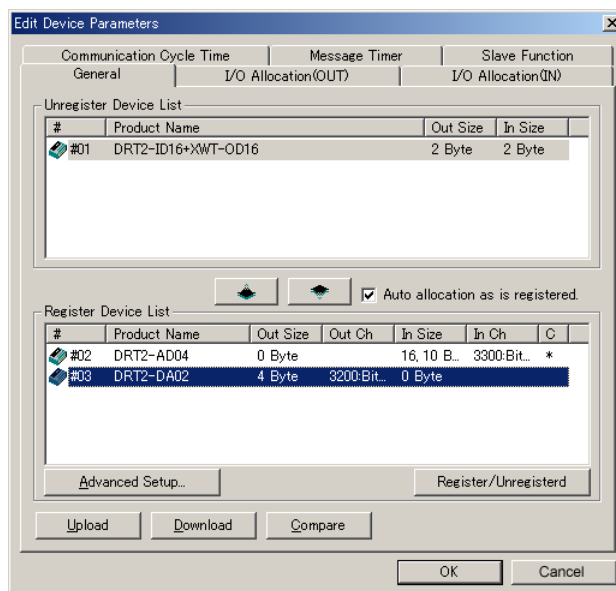 Edit Device Parameters
Communication Cycle Time Message Timer Slave Function
General I/O Allocation(OUT) I/O Allocation(IN)
Unregister Device List
# Product Name Out Size In Size
#01 DRT2-ID16+XWT-OD16 2 Byte 2 Byte
Auto allocation as is registered.
Register Device List
# Product Name Out Size Out Ch In Size In Ch C
#02 DRT2-AD04 0 Byte 16, 10 B... 3300:Bit... *
#03 DRT2-DA02 4 Byte 3200:Bit... 0 Byte
Advanced Setup... Register/Unregisterd
Upload Download Compare
OK Cancel